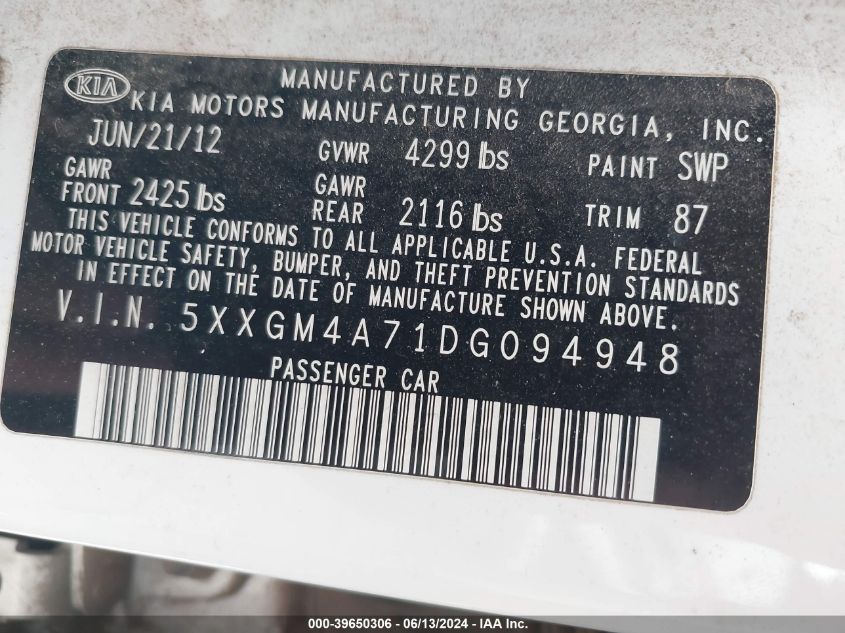 KIA
MANUFACTURED BY
KIA MOTORS MANUFACTURING GEORGIA, INC.
JUN/21/12 GVWR 4299 lbs PAINT SWP
GAWR FRONT 2425 lbs GAWR REAR 2116 lbs TRIM 87
THIS VEHICLE CONFORMS TO ALL APPLICABLE U.S.A. FEDERAL
MOTOR VEHICLE SAFETY, BUMPER, AND THEFT PREVENTION STANDARDS
IN EFFECT ON THE DATE OF MANUFACTURE SHOWN ABOVE.
V.I.N. 5XXGM4A71DG094948
PASSENGER CAR
000-39650306 - 06/13/2024 - IAA Inc.